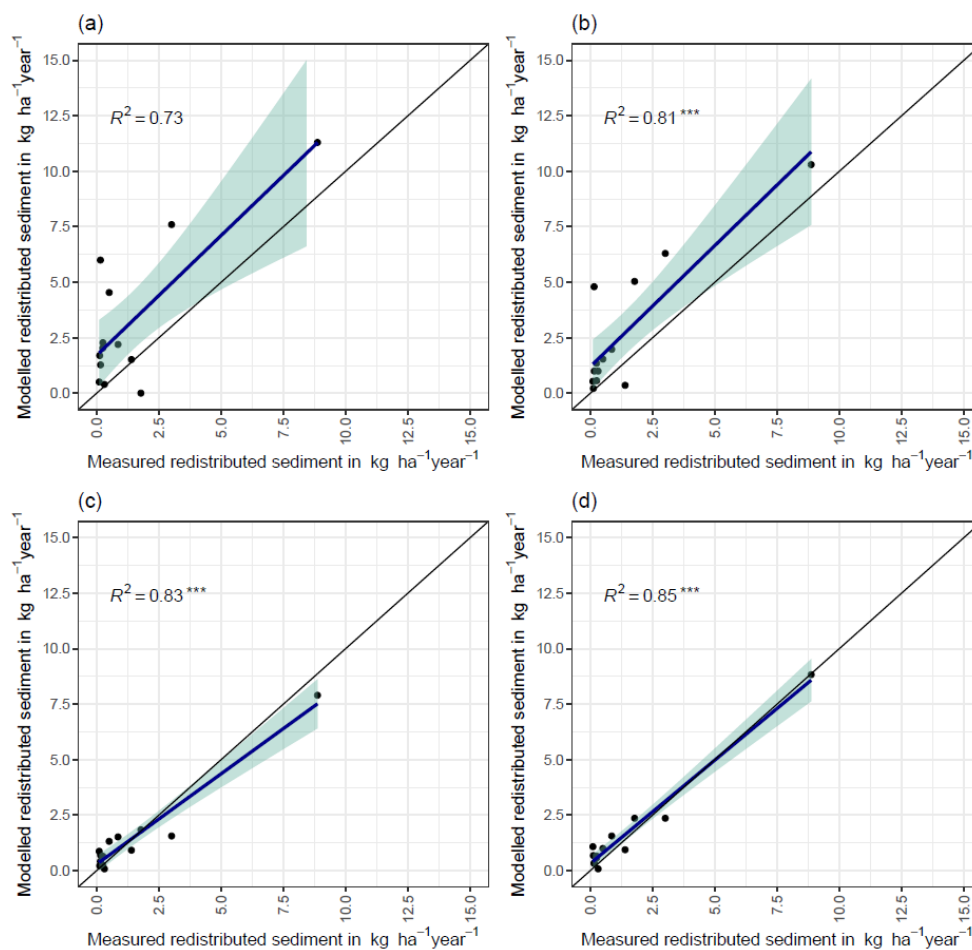 (a)
Modelled redistributed sediment in kg ha⁻¹year⁻¹
15.0
12.5
10.0
7.5
5.0
2.5
0.0
R² = 0.73
0.0 2.5 5.0 7.5 10.0 12.5 15.0
Measured redistributed sediment in kg ha⁻¹year⁻¹
(b)
Modelled redistributed sediment in kg ha⁻¹year⁻¹
15.0
12.5
10.0
7.5
5.0
2.5
0.0
R² = 0.81***
0.0 2.5 5.0 7.5 10.0 12.5 15.0
Measured redistributed sediment in kg ha⁻¹year⁻¹
(c)
Modelled redistributed sediment in kg ha⁻¹year⁻¹
15.0
12.5
10.0
7.5
5.0
2.5
0.0
R² = 0.83***
0.0 2.5 5.0 7.5 10.0 12.5 15.0
Measured redistributed sediment in kg ha⁻¹year⁻¹
(d)
Modelled redistributed sediment in kg ha⁻¹year⁻¹
15.0
12.5
10.0
7.5
5.0
2.5
0.0
R² = 0.85***
0.0 2.5 5.0 7.5 10.0 12.5 15.0
Measured redistributed sediment in kg ha⁻¹year⁻¹